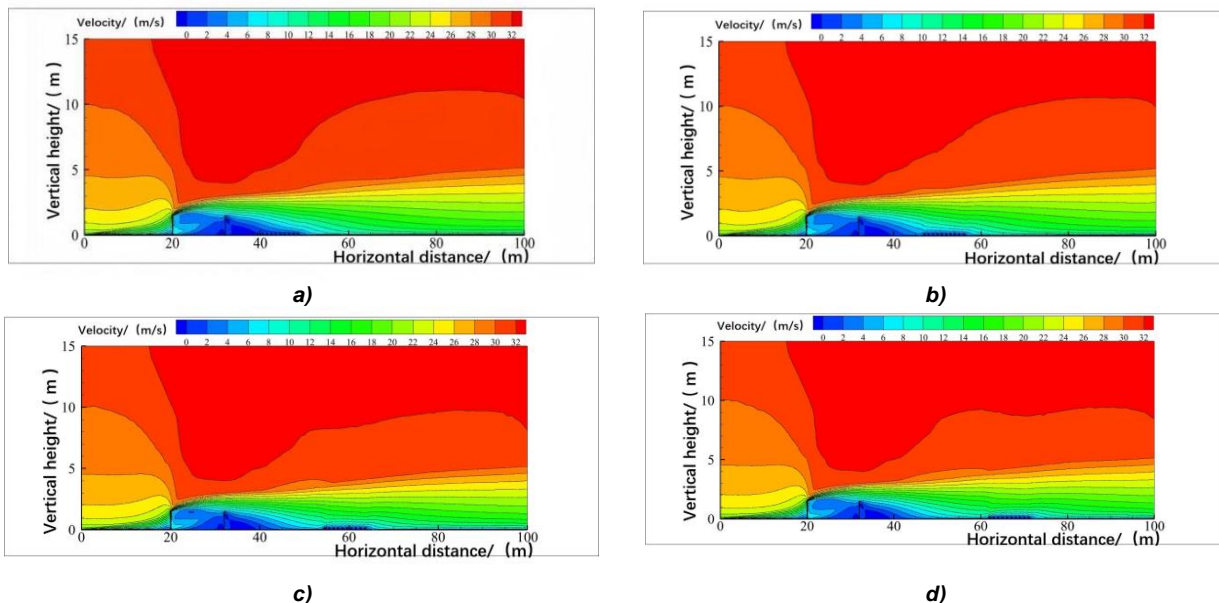 Velocity/ (m/s)
0 2 4 6 8 10 12 14 16 18 20 22 24 26 28 30 32
15
10
5
0
Vertical height/ ( m )
0 20 40 60 80 100
Horizontal distance/ (m)
a)
Velocity/ (m/s)
0 2 4 6 8 10 12 14 16 18 20 22 24 26 28 30 32
15
10
5
0
Vertical height/ ( m )
0 20 40 60 80 100
Horizontal distance/ (m)
b)
Velocity/ (m/s)
0 2 4 6 8 10 12 14 16 18 20 22 24 26 28 30 32
15
10
5
0
Vertical height/ ( m )
0 20 40 60 80 100
Horizontal distance/ (m)
c)
Velocity/ (m/s)
0 2 4 6 8 10 12 14 16 18 20 22 24 26 28 30 32
15
10
5
0
Vertical height/ ( m )
0 20 40 60 80 100
Horizontal distance/ (m)
d)